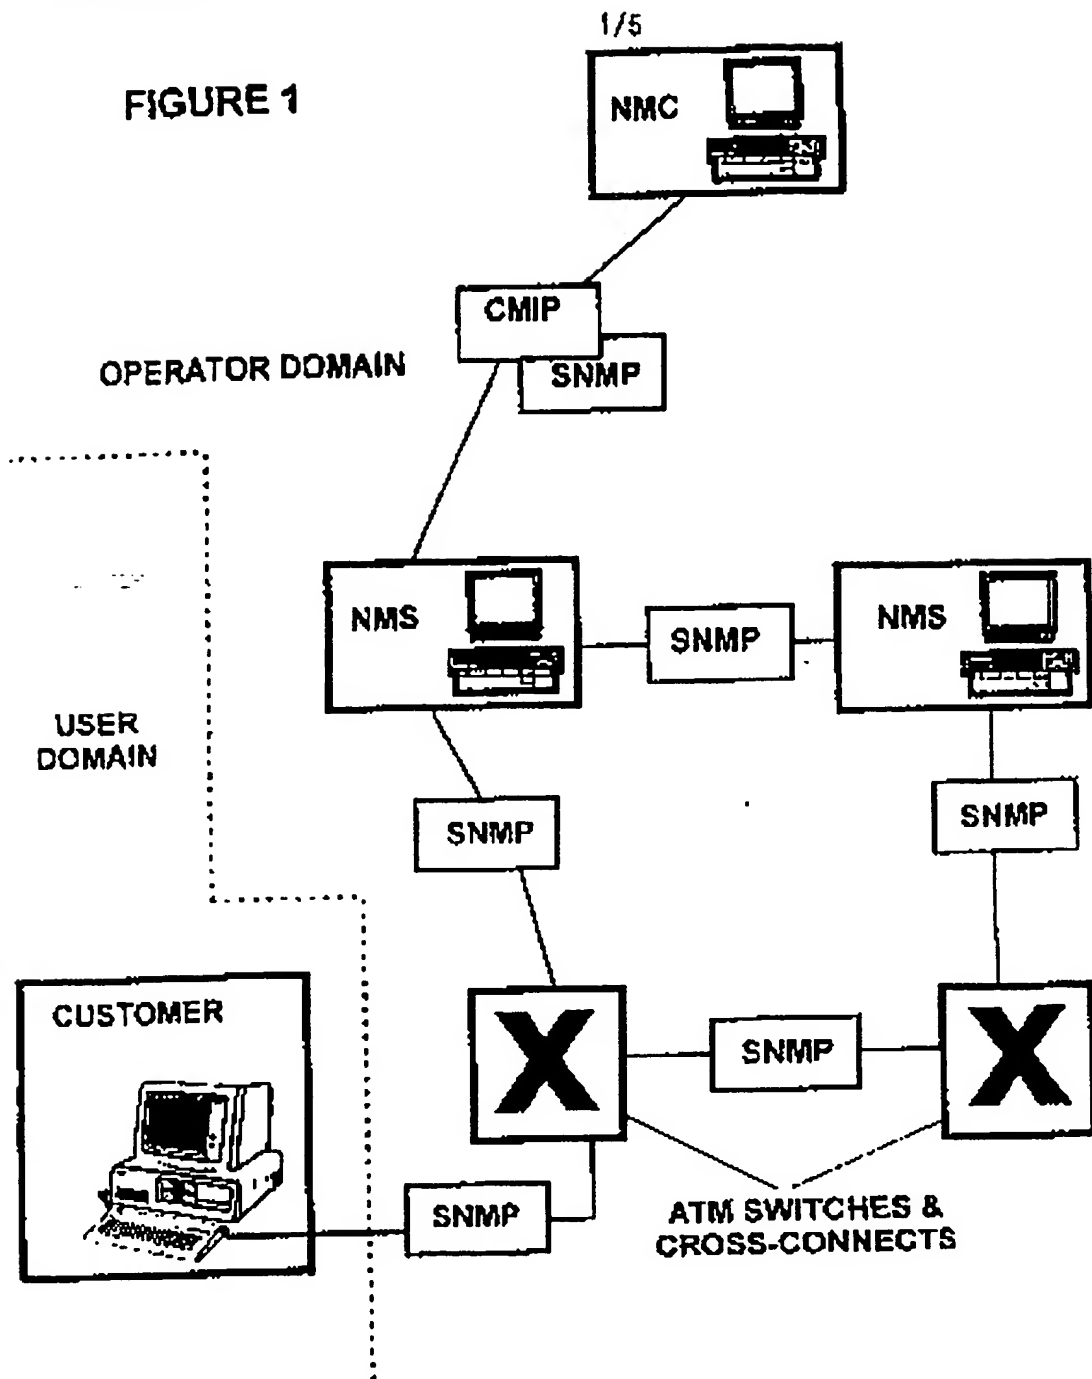 1/5
FIGURE 1
NMC
CMIP
OPERATOR DOMAIN
SNMP
NMS
SNMP
NMS
USER
DOMAIN
SNMP
SNMP
CUSTOMER
X
SNMP
X
SNMP
ATM SWITCHES &
CROSS-CONNECTS